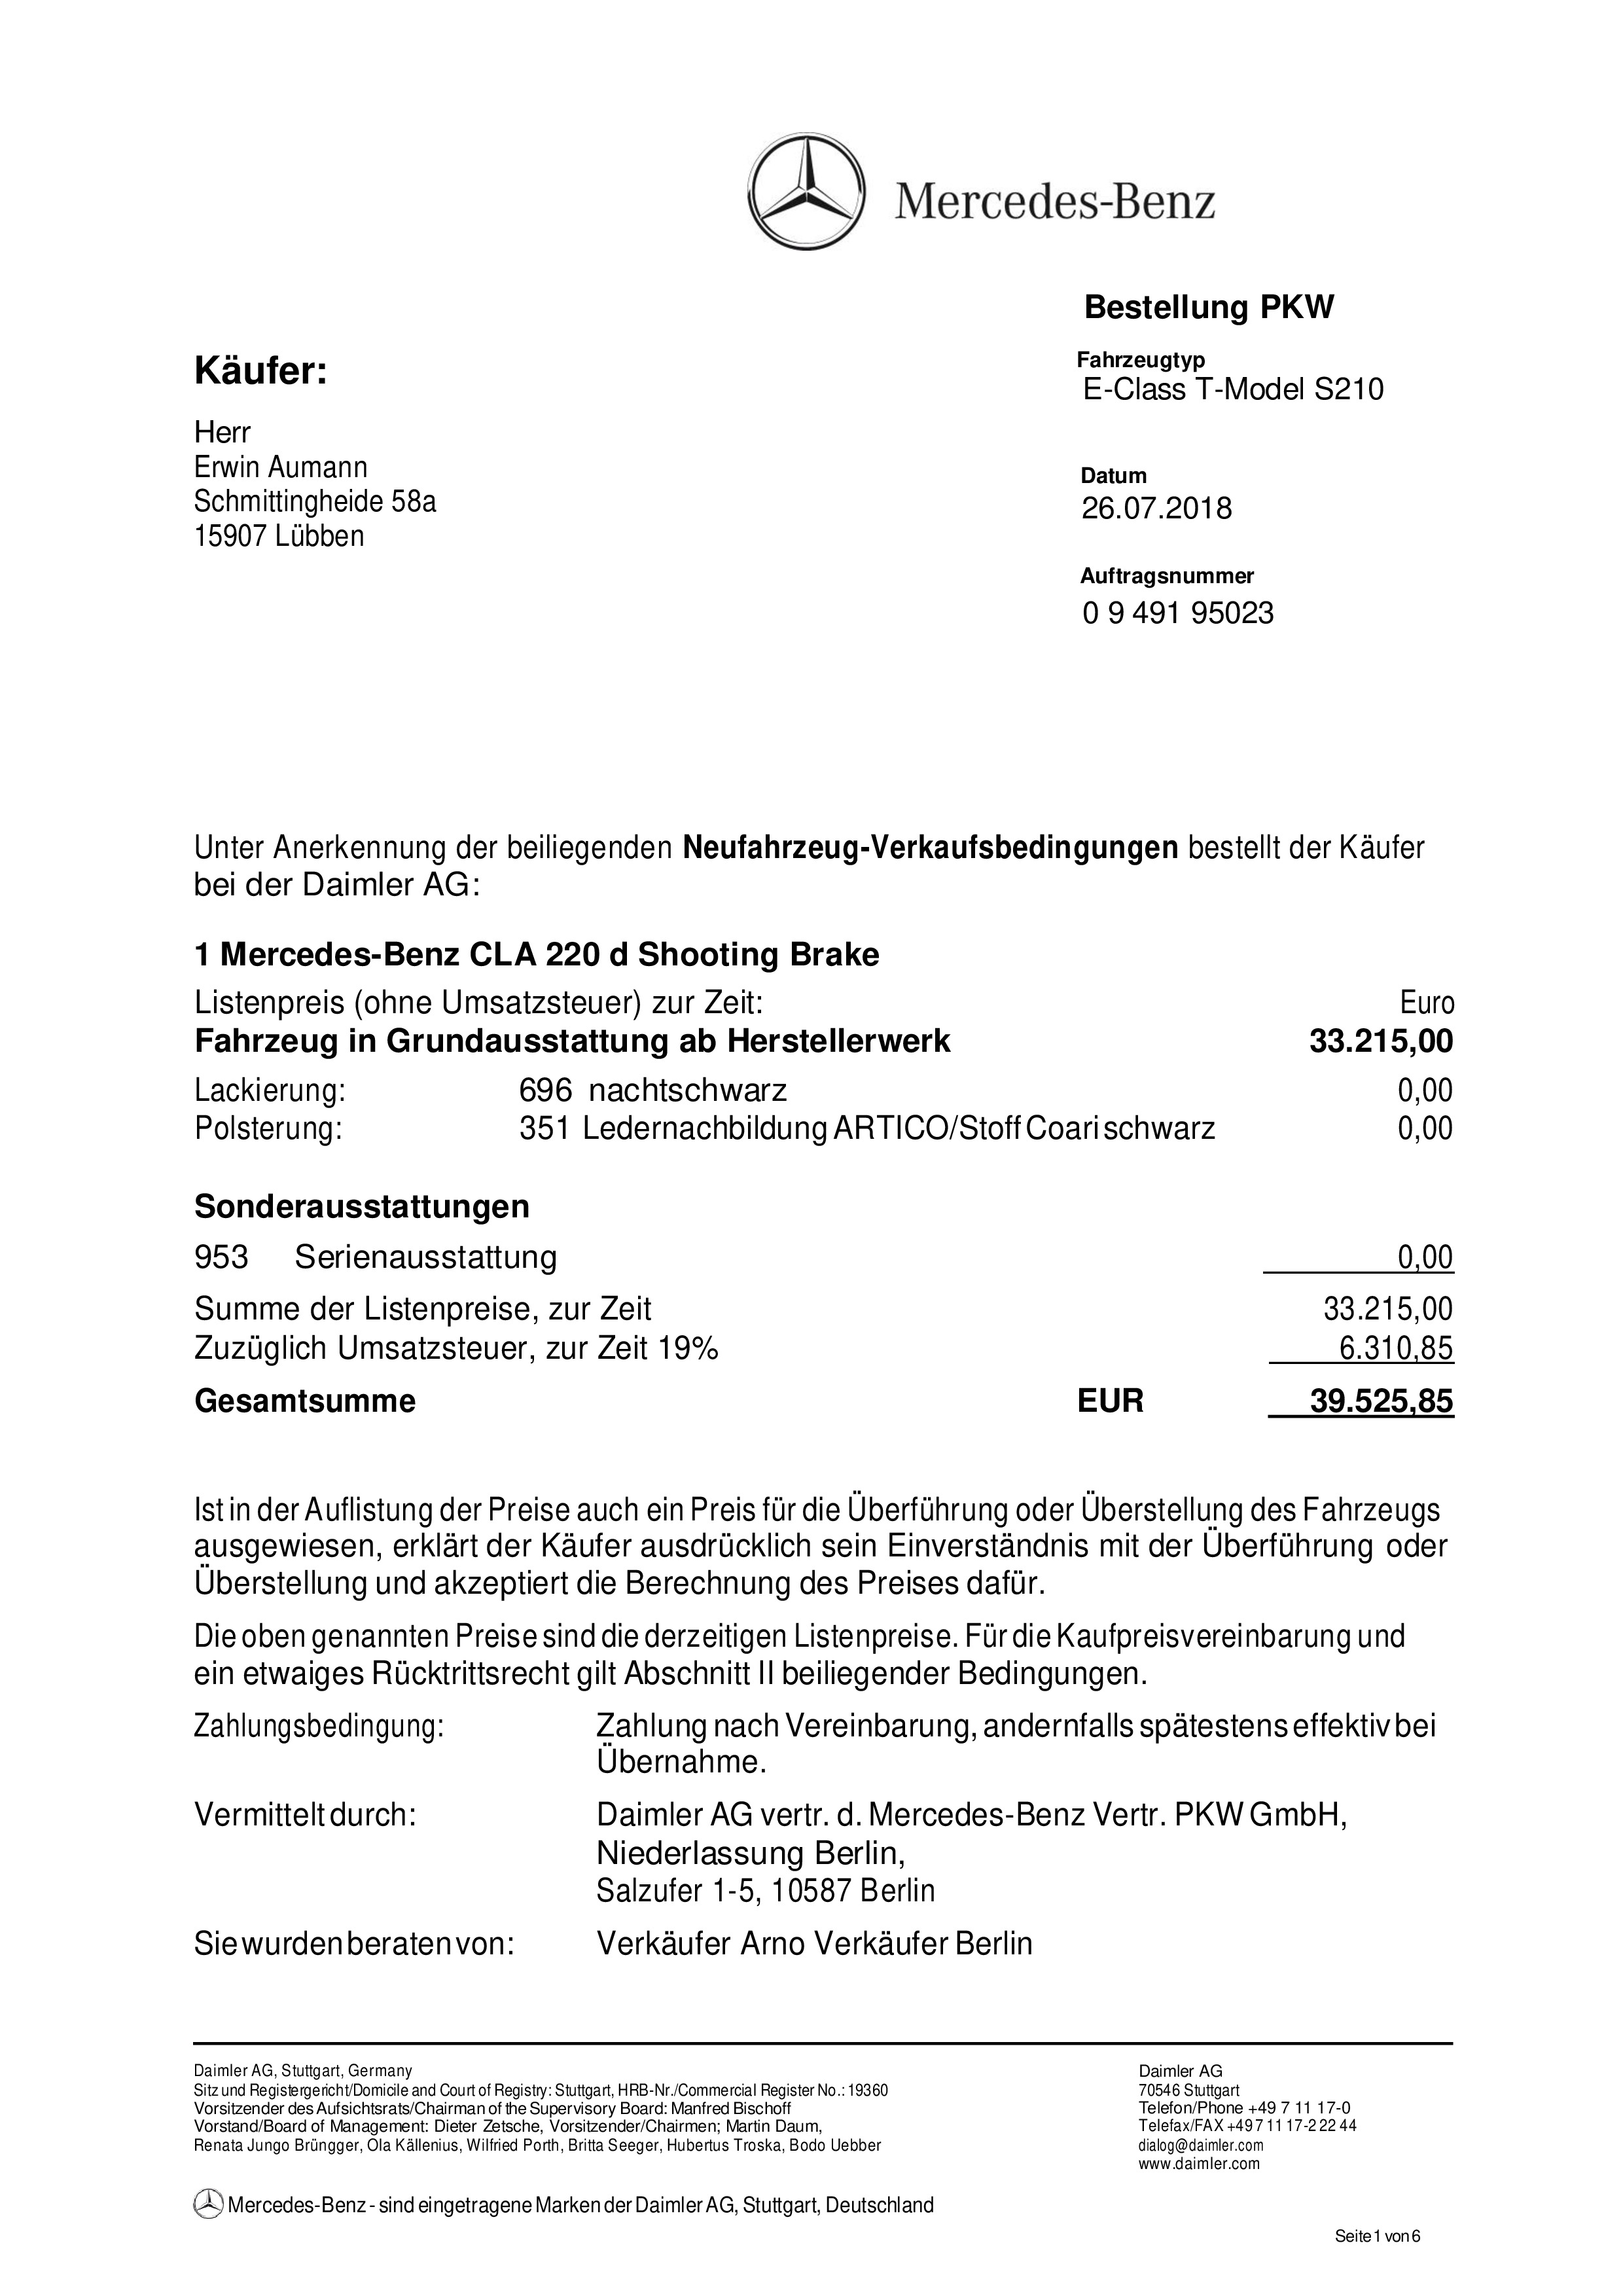 Mercedes-Benz
Bestellung PKW
Käufer:
Fahrzeugtyp
E-Class T-Model S210
Herr
Erwin Aumann
Schmittingheide 58a
15907 Lübben
Datum
26.07.2018
Auftragsnummer
0 9 491 95023
Unter Anerkennung der beiliegenden Neufahrzeug-Verkaufsbedingungen bestellt der Käufer
bei der Daimler AG:
1 Mercedes-Benz CLA 220 d Shooting Brake
Listenpreis (ohne Umsatzsteuer) zur Zeit: Euro
Fahrzeug in Grundausstattung ab Herstellerwerk 33.215,00
Lackierung: 696 nachtschwarz 0,00
Polsterung: 351 Ledernachbildung ARTICO/Stoff Coari schwarz 0,00
Sonderausstattungen
953 Serienausstattung 0,00
Summe der Listenpreise, zur Zeit 33.215,00
Zuzüglich Umsatzsteuer, zur Zeit 19% 6.310,85
Gesamtsumme EUR 39.525,85
Ist in der Auflistung der Preise auch ein Preis für die Überführung oder Überstellung des Fahrzeugs
ausgewiesen, erklärt der Käufer ausdrücklich sein Einverständnis mit der Überführung oder
Überstellung und akzeptiert die Berechnung des Preises dafür.
Die oben genannten Preise sind die derzeitigen Listenpreise. Für die Kaufpreisvereinbarung und
ein etwaiges Rücktrittsrecht gilt Abschnitt II beiliegender Bedingungen.
Zahlungsbedingung: Zahlung nach Vereinbarung, andernfalls spätestens effektiv bei
Übernahme.
Vermittelt durch: Daimler AG vertr. d. Mercedes-Benz Vertr. PKW GmbH,
Niederlassung Berlin,
Salzufer 1-5, 10587 Berlin
Sie wurden beraten von: Verkäufer Arno Verkäufer Berlin
Daimler AG, Stuttgart, Germany
Sitz und Registergericht/Domicile and Court of Registry: Stuttgart, HRB-Nr./Commercial Register No.: 19360
Vorsitzender des Aufsichtsrats/Chairman of the Supervisory Board: Manfred Bischoff
Vorstand/Board of Management: Dieter Zetsche, Vorsitzender/Chairmen; Martin Daum,
Renata Jungo Brüngger, Ola Källenius, Wilfried Porth, Britta Seeger, Hubertus Troska, Bodo Uebber
Daimler AG
70546 Stuttgart
Telefon/Phone +49 7 11 17-0
Telefax/FAX +49 7 11 17-2 22 44
dialog@daimler.com
www.daimler.com
Mercedes-Benz - sind eingetragene Marken der Daimler AG, Stuttgart, Deutschland
Seite 1 von 6